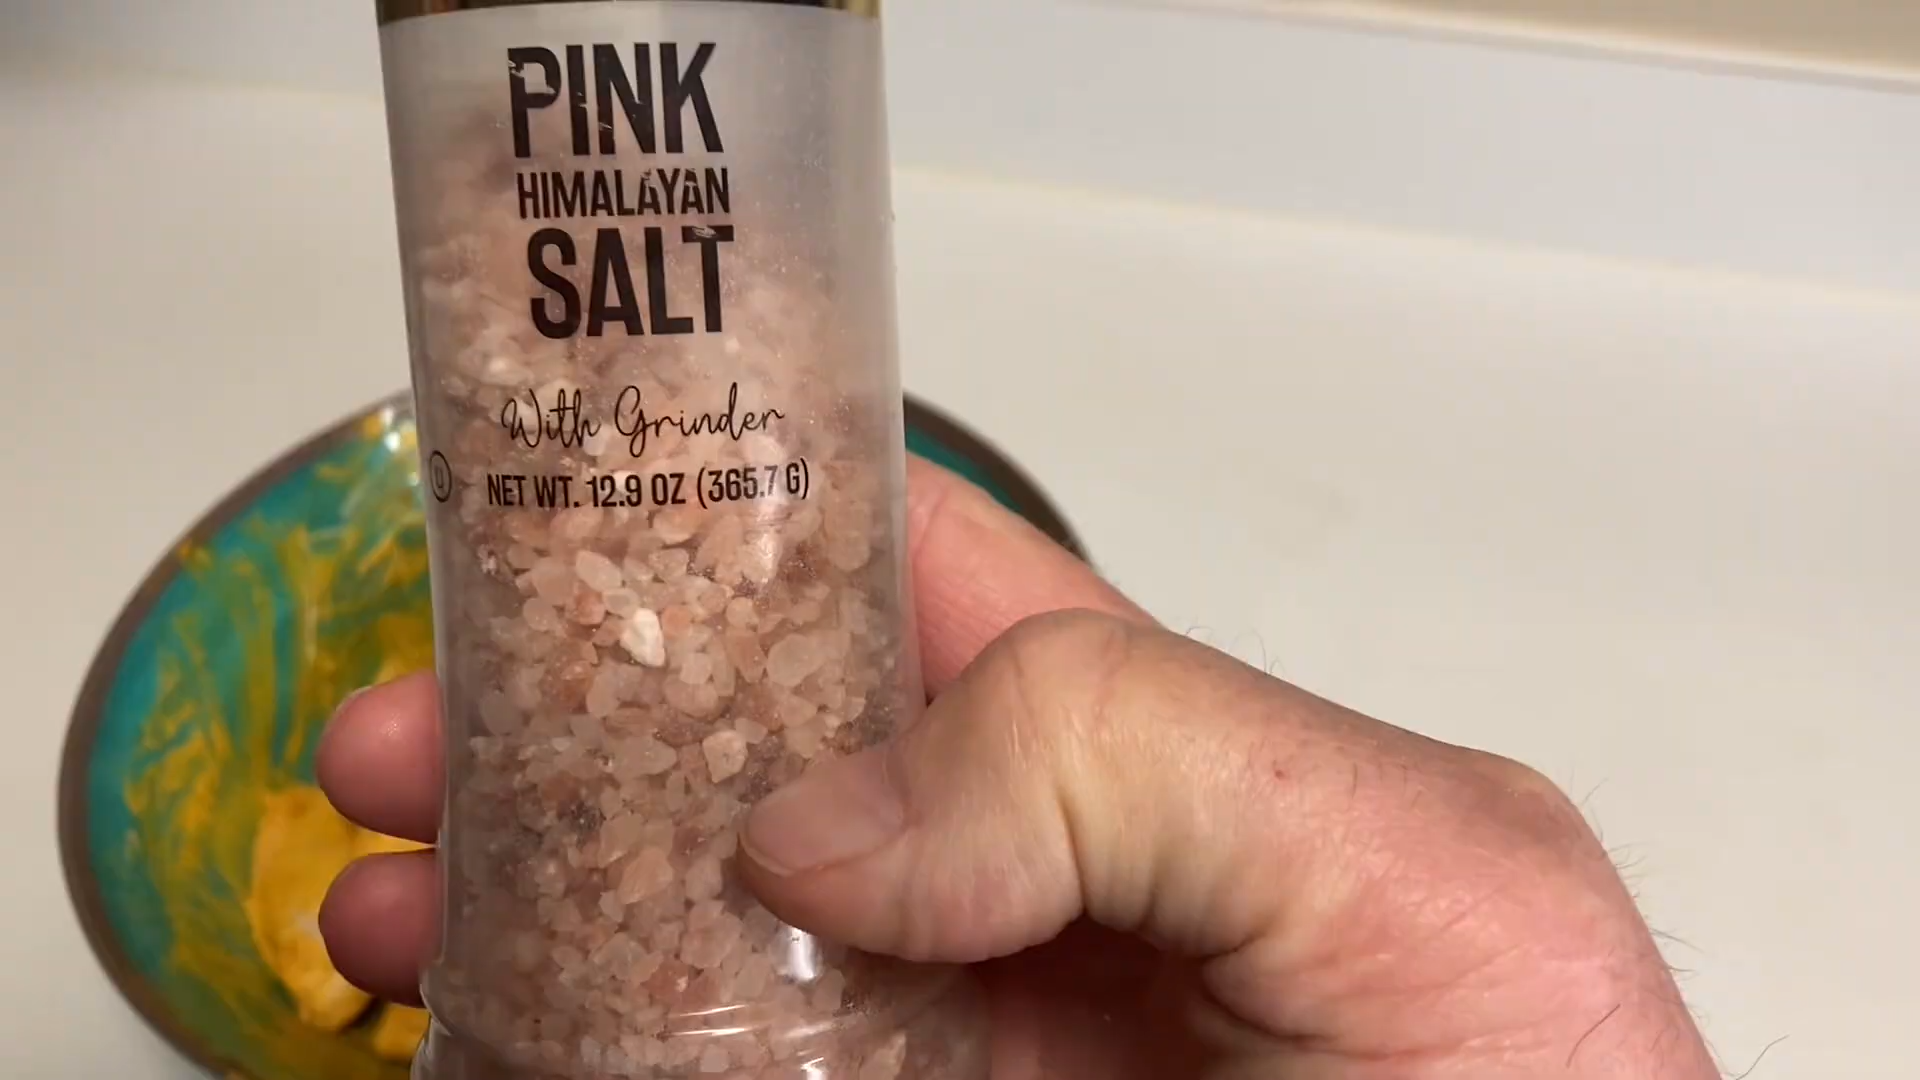 PINK
HIMALAYAN
SALT
With Grinder
NET WT. 12.9 OZ (365.7 G)